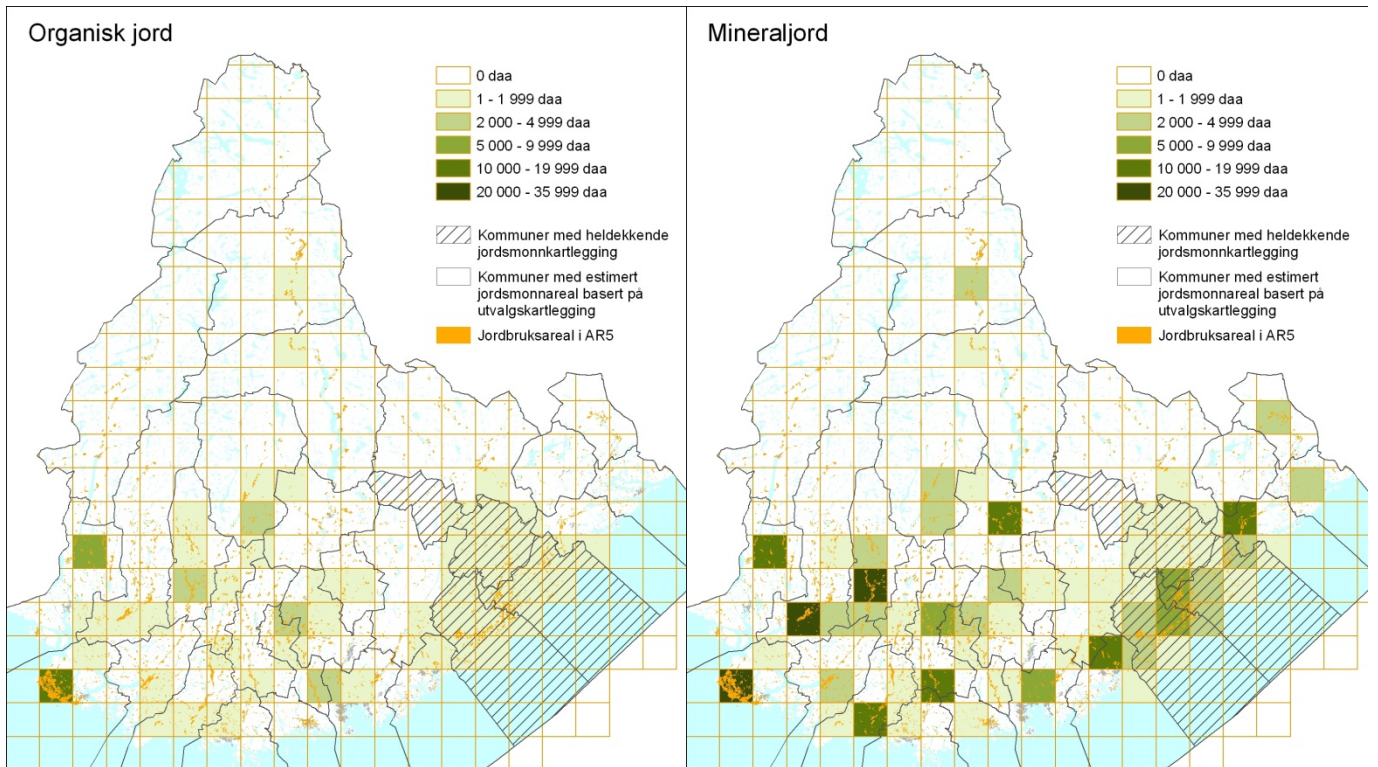 Organisk jord
0 daa
1 - 1 999 daa
2 000 - 4 999 daa
5 000 - 9 999 daa
10 000 - 19 999 daa
20 000 - 35 999 daa
Kommuner med heldekkende
jordsmonnkartlegging
Kommuner med estimert
jordsmonnareal basert på
utvalgskartlegging
Jordbruksareal i AR5
Mineraljord
0 daa
1 - 1 999 daa
2 000 - 4 999 daa
5 000 - 9 999 daa
10 000 - 19 999 daa
20 000 - 35 999 daa
Kommuner med heldekkende
jordsmonnkartlegging
Kommuner med estimert
jordsmonnareal basert på
utvalgskartlegging
Jordbruksareal i AR5